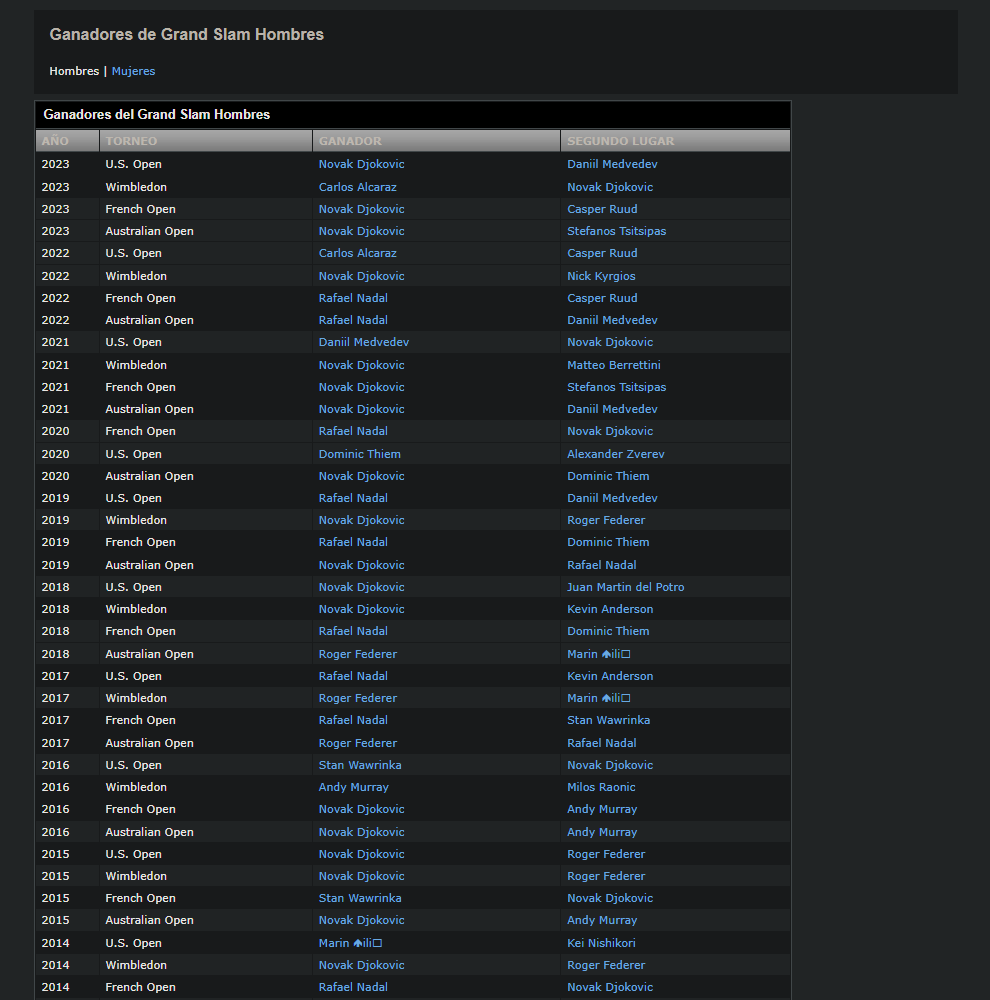 Ganadores de Grand Slam Hombres
Hombres | Mujeres
Ganadores del Grand Slam Hombres
AÑO TORNEO GANADOR SEGUNDO LUGAR
2023 U.S. Open Novak Djokovic Daniil Medvedev
2023 Wimbledon Carlos Alcaraz Novak Djokovic
2023 French Open Novak Djokovic Casper Ruud
2023 Australian Open Novak Djokovic Stefanos Tsitsipas
2022 U.S. Open Carlos Alcaraz Casper Ruud
2022 Wimbledon Novak Djokovic Nick Kyrgios
2022 French Open Rafael Nadal Casper Ruud
2022 Australian Open Rafael Nadal Daniil Medvedev
2021 U.S. Open Daniil Medvedev Novak Djokovic
2021 Wimbledon Novak Djokovic Matteo Berrettini
2021 French Open Novak Djokovic Stefanos Tsitsipas
2021 Australian Open Novak Djokovic Daniil Medvedev
2020 French Open Rafael Nadal Novak Djokovic
2020 U.S. Open Dominic Thiem Alexander Zverev
2020 Australian Open Novak Djokovic Dominic Thiem
2019 U.S. Open Rafael Nadal Daniil Medvedev
2019 Wimbledon Novak Djokovic Roger Federer
2019 French Open Rafael Nadal Dominic Thiem
2019 Australian Open Novak Djokovic Rafael Nadal
2018 U.S. Open Novak Djokovic Juan Martin del Potro
2018 Wimbledon Novak Djokovic Kevin Anderson
2018 French Open Rafael Nadal Dominic Thiem
2018 Australian Open Roger Federer Marin ♠ili□
2017 U.S. Open Rafael Nadal Kevin Anderson
2017 Wimbledon Roger Federer Marin ♠ili□
2017 French Open Rafael Nadal Stan Wawrinka
2017 Australian Open Roger Federer Rafael Nadal
2016 U.S. Open Stan Wawrinka Novak Djokovic
2016 Wimbledon Andy Murray Milos Raonic
2016 French Open Novak Djokovic Andy Murray
2016 Australian Open Novak Djokovic Andy Murray
2015 U.S. Open Novak Djokovic Roger Federer
2015 Wimbledon Novak Djokovic Roger Federer
2015 French Open Stan Wawrinka Novak Djokovic
2015 Australian Open Novak Djokovic Andy Murray
2014 U.S. Open Marin ♠ili□ Kei Nishikori
2014 Wimbledon Novak Djokovic Roger Federer
2014 French Open Rafael Nadal Novak Djokovic